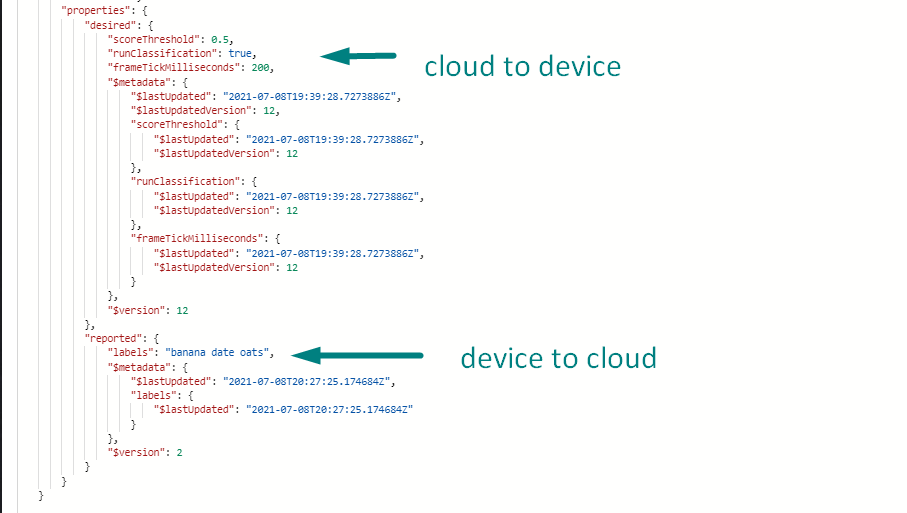 "properties": {
"desired": {
"scoreThreshold": 0.5,
"runClassification": true,
"frameTickMilliseconds": 200,
cloud to device
"$metadata": {
"$lastUpdated": "2021-07-08T19:39:28.7273886Z",
"$lastUpdatedVersion": 12,
"scoreThreshold": {
"$lastUpdated": "2021-07-08T19:39:28.7273886Z",
"$lastUpdatedVersion": 12
},
"runClassification": {
"$lastUpdated": "2021-07-08T19:39:28.7273886Z",
"$lastUpdatedVersion": 12
},
"frameTickMilliseconds": {
"$lastUpdated": "2021-07-08T19:39:28.7273886Z",
"$lastUpdatedVersion": 12
}
},
"$version": 12
},
"reported": {
"labels": "banana date oats",
device to cloud
"$metadata": {
"$lastUpdated": "2021-07-08T20:27:25.174684Z",
"labels": {
"$lastUpdated": "2021-07-08T20:27:25.174684Z"
}
},
"$version": 2
}
}
}